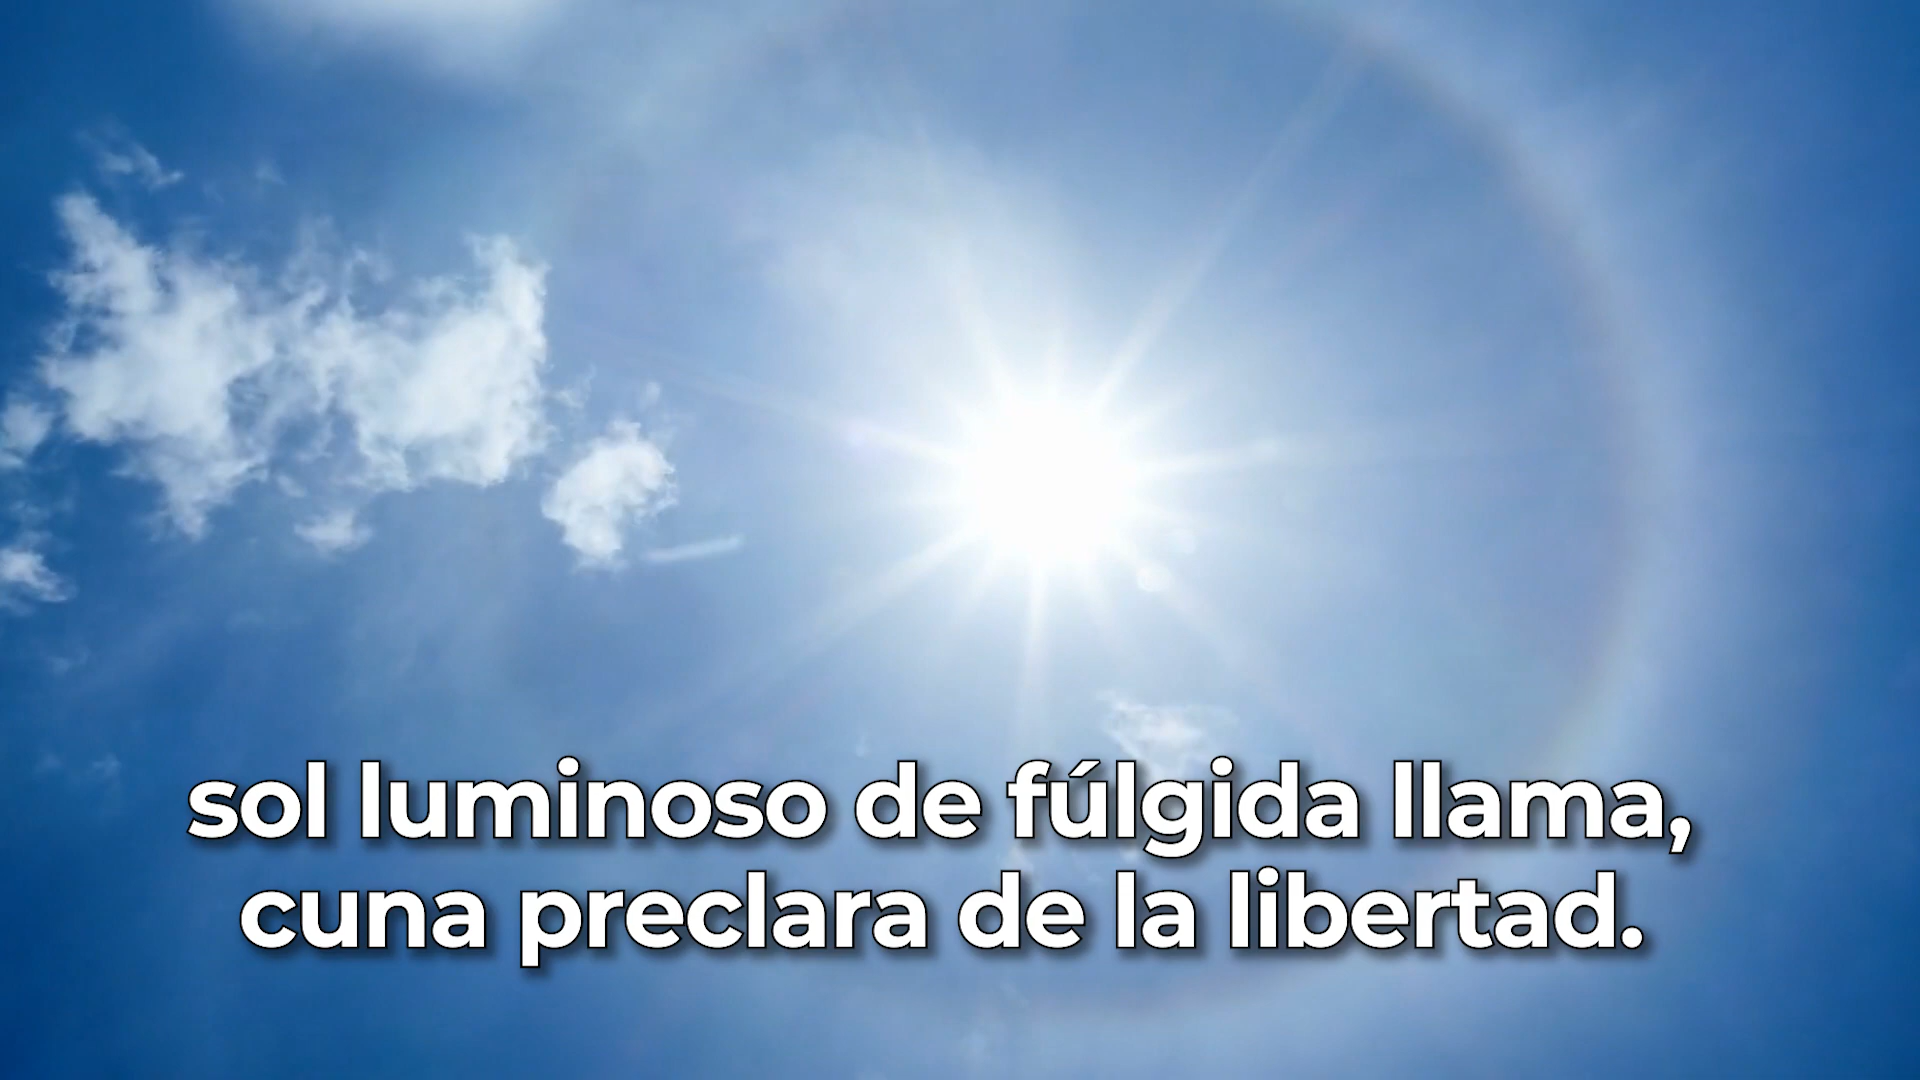 sol luminoso de fúlgida llama,
cuna preclara de la libertad.